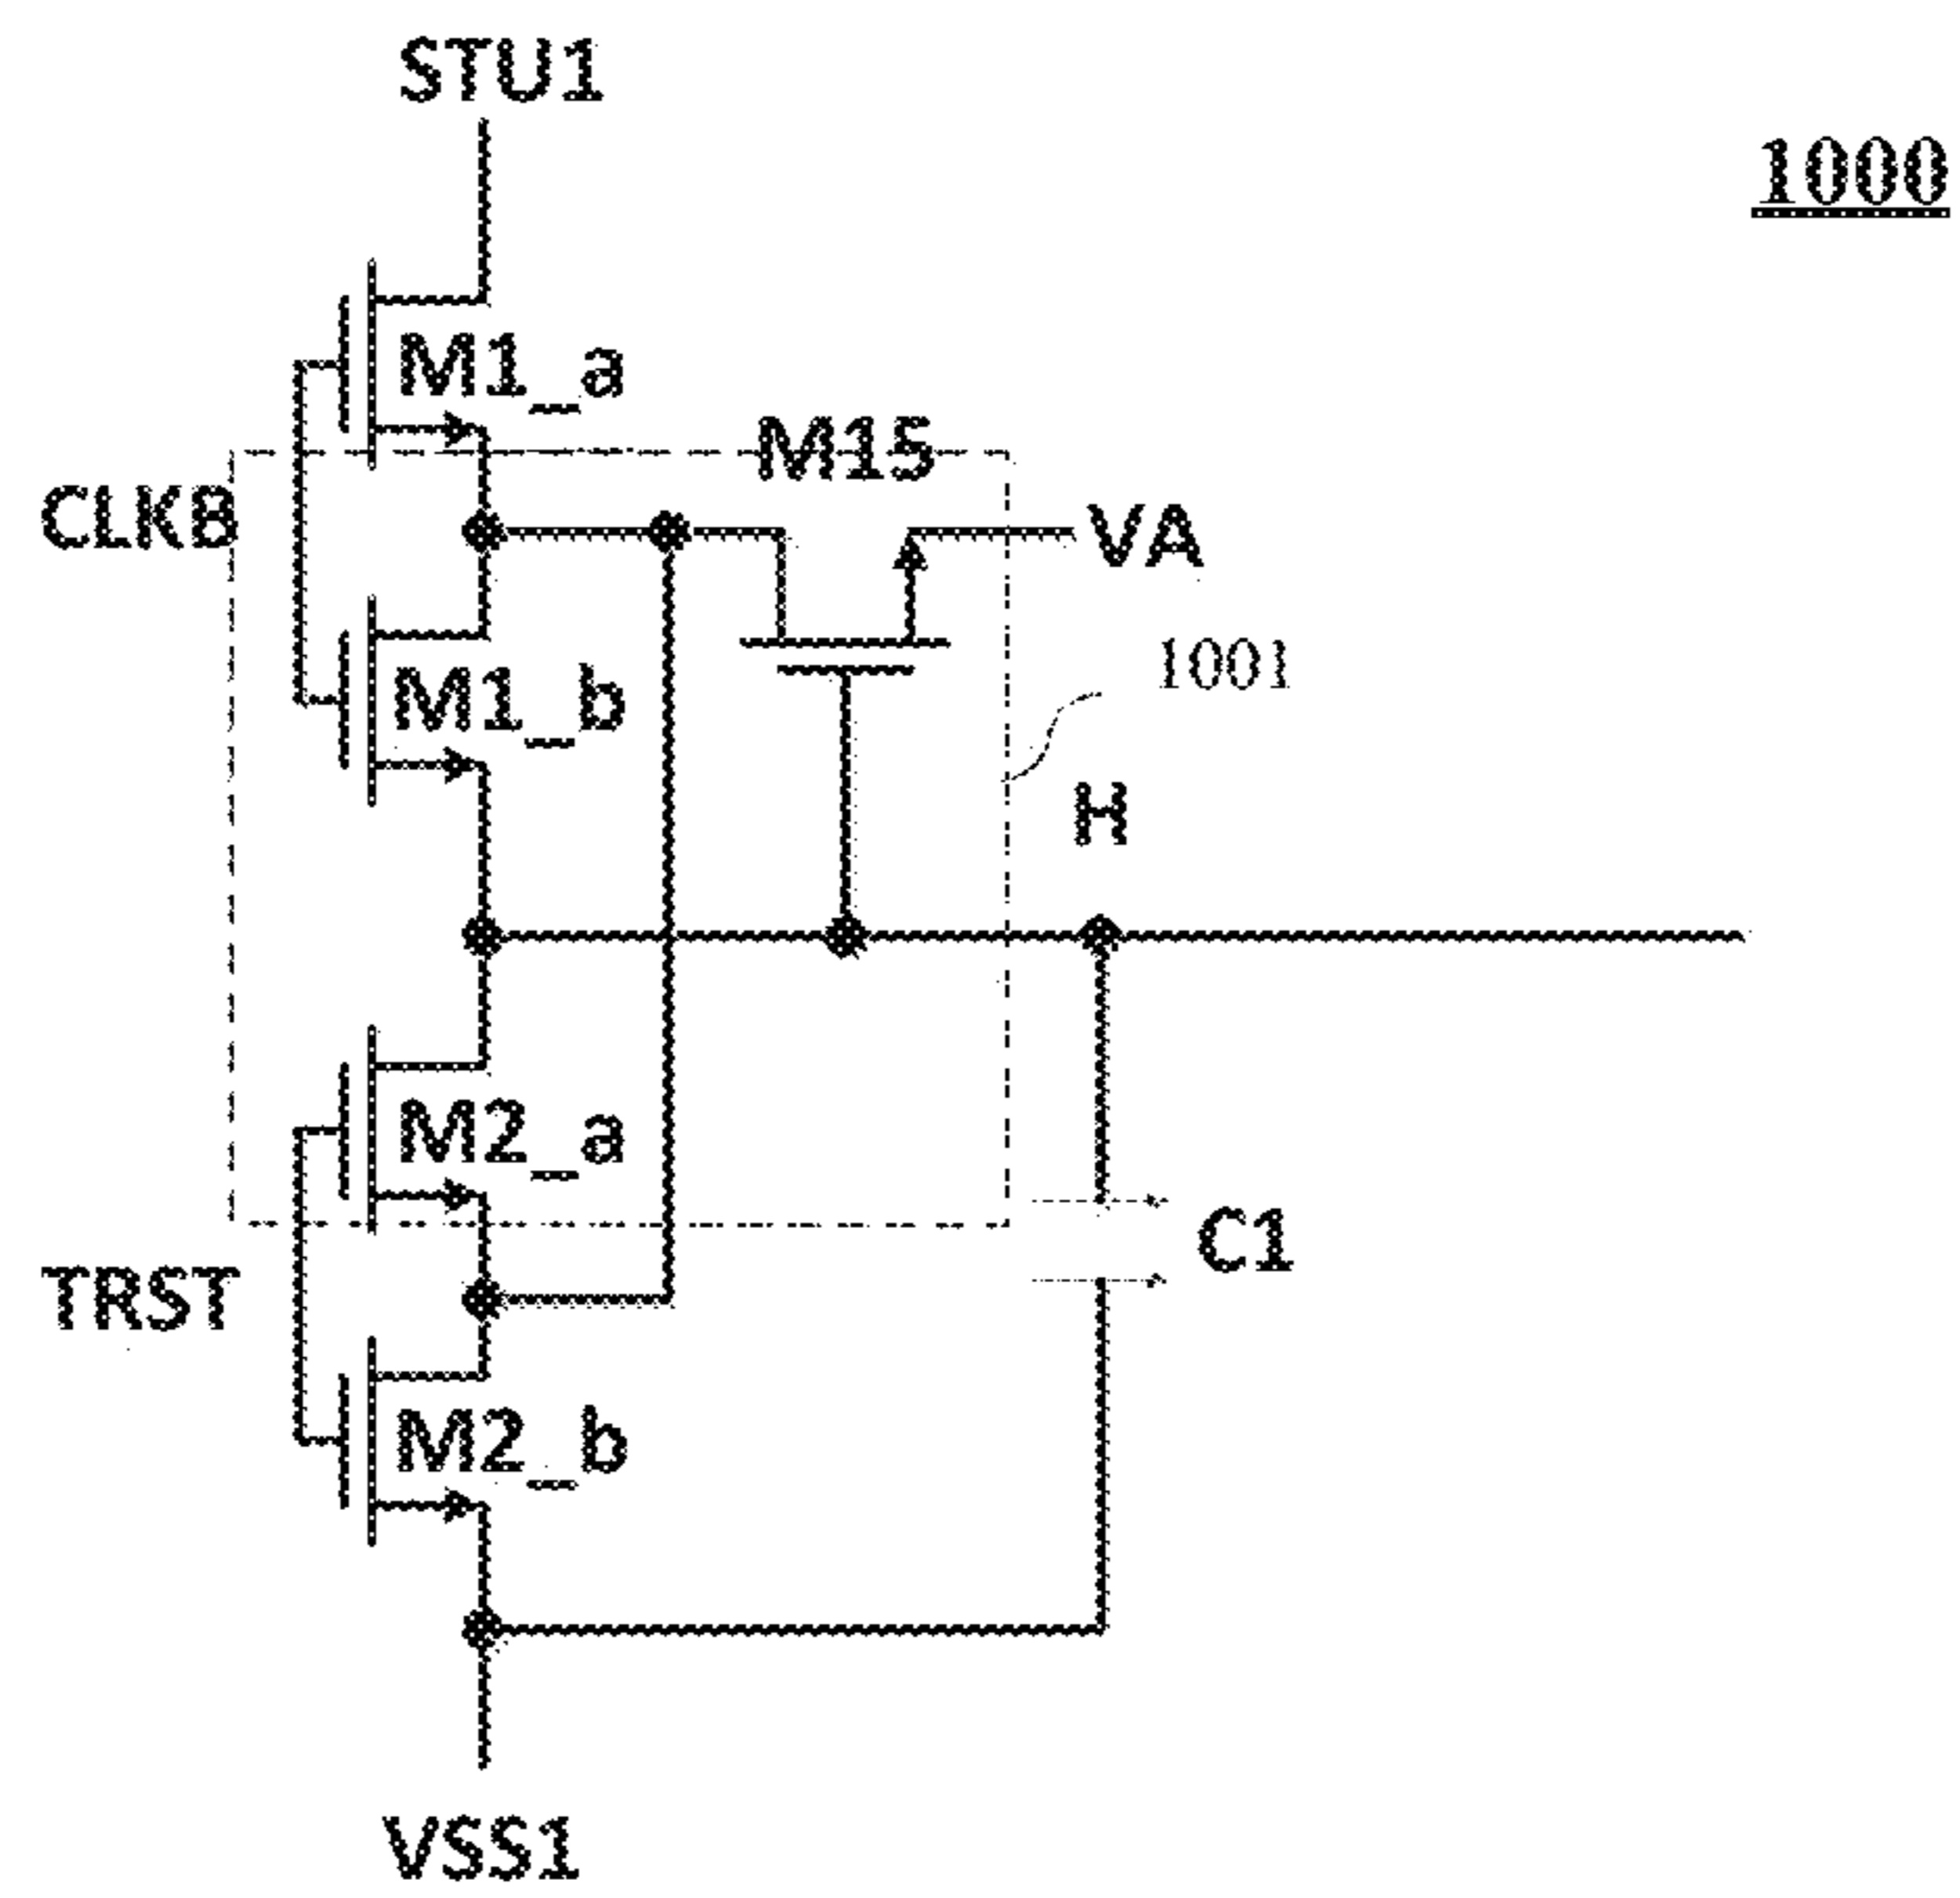 STU1
1000
M1_a
M15
CLKB
VA
1001
M1_b
H
M2_a
C1
TRST
M2_b
VSS1